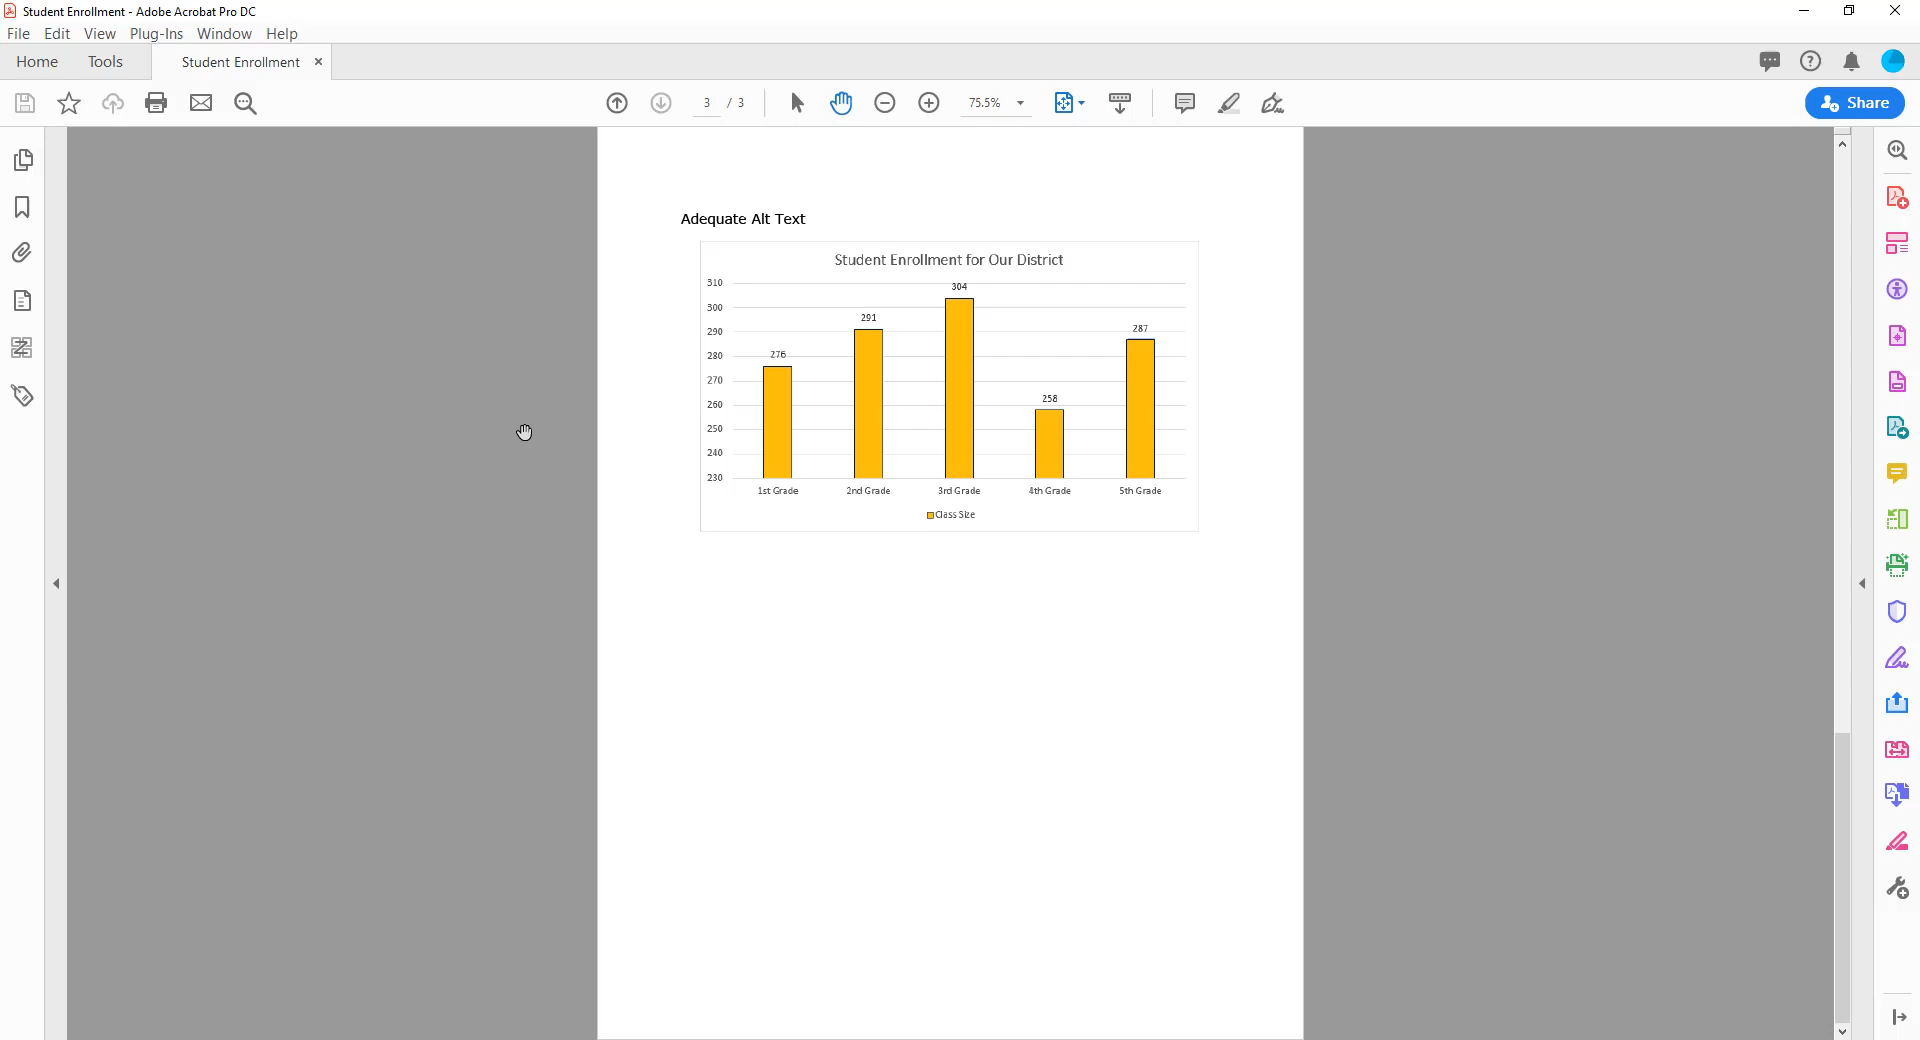 Student Enrollment - Adobe Acrobat Pro DC
File Edit View Plug-Ins Window Help
Home Tools Student Enrollment
3 / 3 75.5% Share
Adequate Alt Text
Student Enrollment for Our District
310
300
290
280
270
260
250
240
230
276 291 304 258 287
1st Grade 2nd Grade 3rd Grade 4th Grade 5th Grade
Class Size